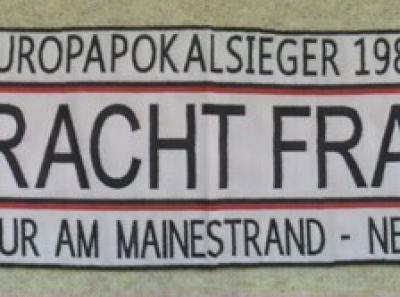 UROPAPOKALSIEGER 198
RACHT FRA
UR AM MAINESTRAND - NE